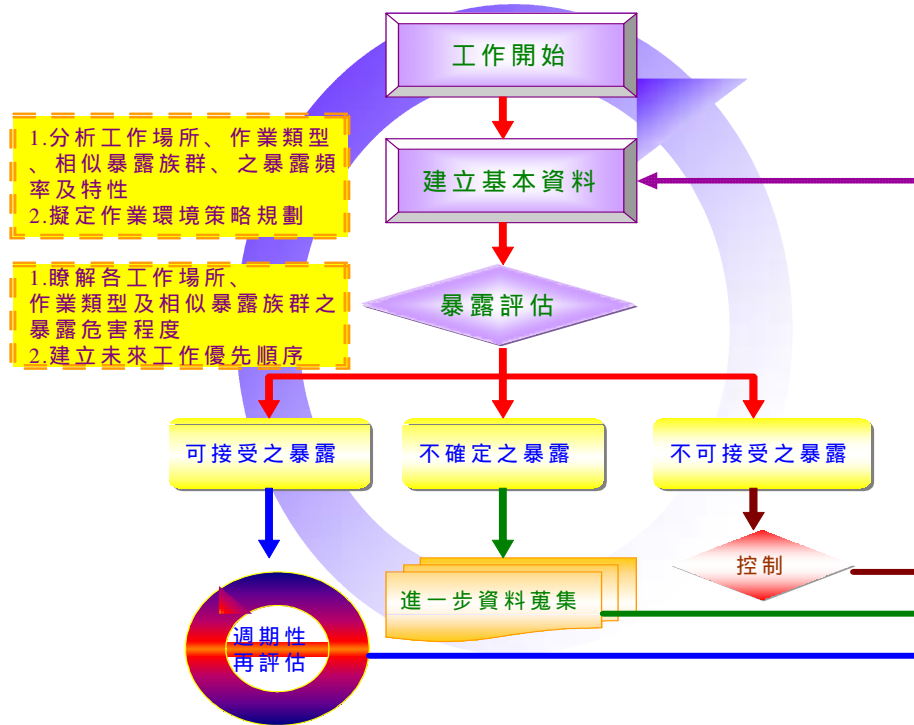 工作開始
1.分析工作場所、作業類型
、相似暴露族群、之暴露頻
率及特性
2.擬定作業環境策略規劃
建立基本資料
1.瞭解各工作場所、
作業類型及相似暴露族群之
暴露危害程度
2.建立未來工作優先順序
暴露評估
可接受之暴露
不確定之暴露
不可接受之暴露
控制
進一步資料蒐集
週期性
再評估